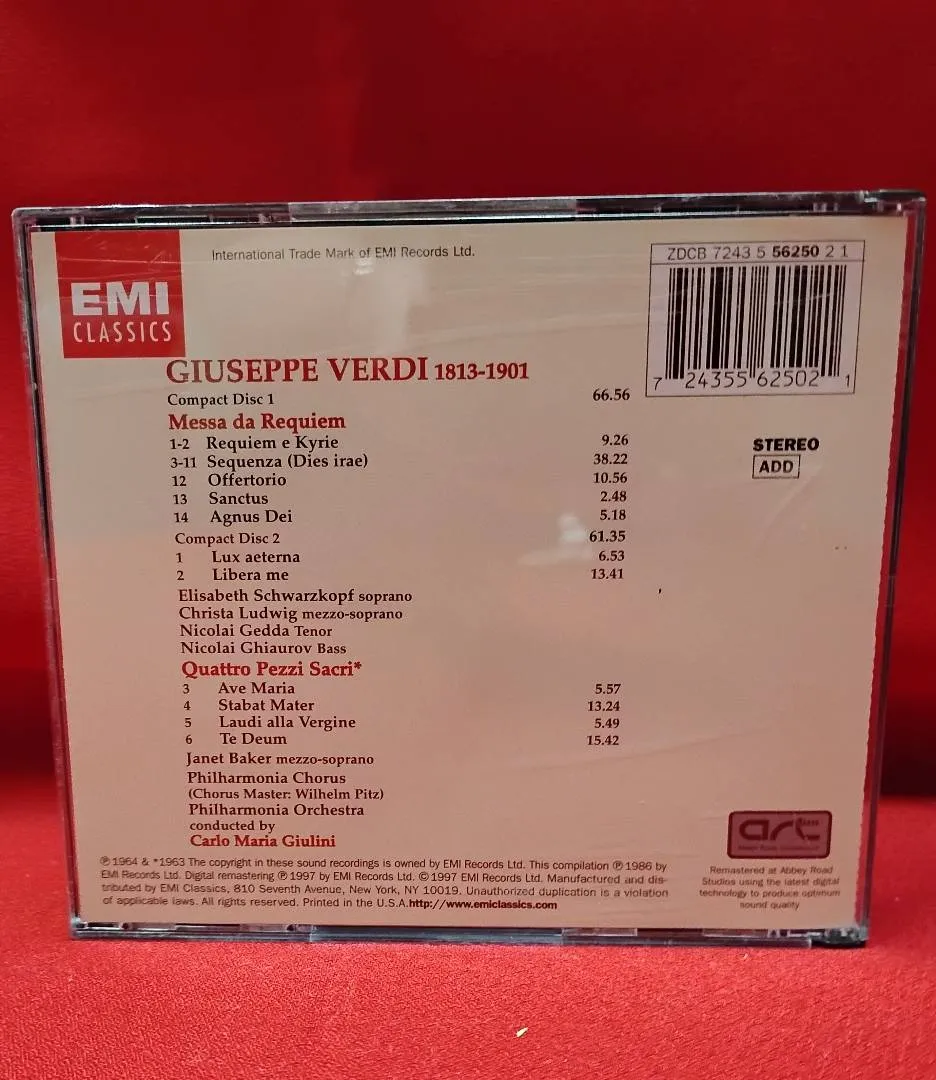 International Trade Mark of EMI Records Ltd.
ZDCB 7243 5 56250 2 1
EMI
CLASSICS
7 24355 62502 1
GIUSEPPE VERDI 1813-1901
Compact Disc 1 66.56
Messa da Requiem
1-2 Requiem e Kyrie 9.26
3-11 Sequenza (Dies irae) 38.22
12 Offertorio 10.56
13 Sanctus 2.48
14 Agnus Dei 5.18
STEREO
ADD
Compact Disc 2 61.35
1 Lux aeterna 6.53
2 Libera me 13.41
Elisabeth Schwarzkopf soprano
Christa Ludwig mezzo-soprano
Nicolai Gedda Tenor
Nicolai Ghiaurov Bass
Quattro Pezzi Sacri*
3 Ave Maria 5.57
4 Stabat Mater 13.24
5 Laudi alla Vergine 5.49
6 Te Deum 15.42
Janet Baker mezzo-soprano
Philharmonia Chorus
(Chorus Master: Wilhelm Pitz)
Philharmonia Orchestra
conducted by
Carlo Maria Giulini
℗ 1964 & *1963 The copyright in these sound recordings is owned by EMI Records Ltd. This compilation ℗ 1986 by
EMI Records Ltd. Digital remastering ℗ 1997 by EMI Records Ltd. © 1997 EMI Records Ltd. Manufactured and dis-
tributed by EMI Classics, 810 Seventh Avenue, New York, NY 10019. Unauthorized duplication is a violation
of applicable laws. All rights reserved. Printed in the U.S.A. http://www.emiclassics.com
art
Remastered at Abbey Road
Studios using the latest digital
technology to produce optimum
sound quality